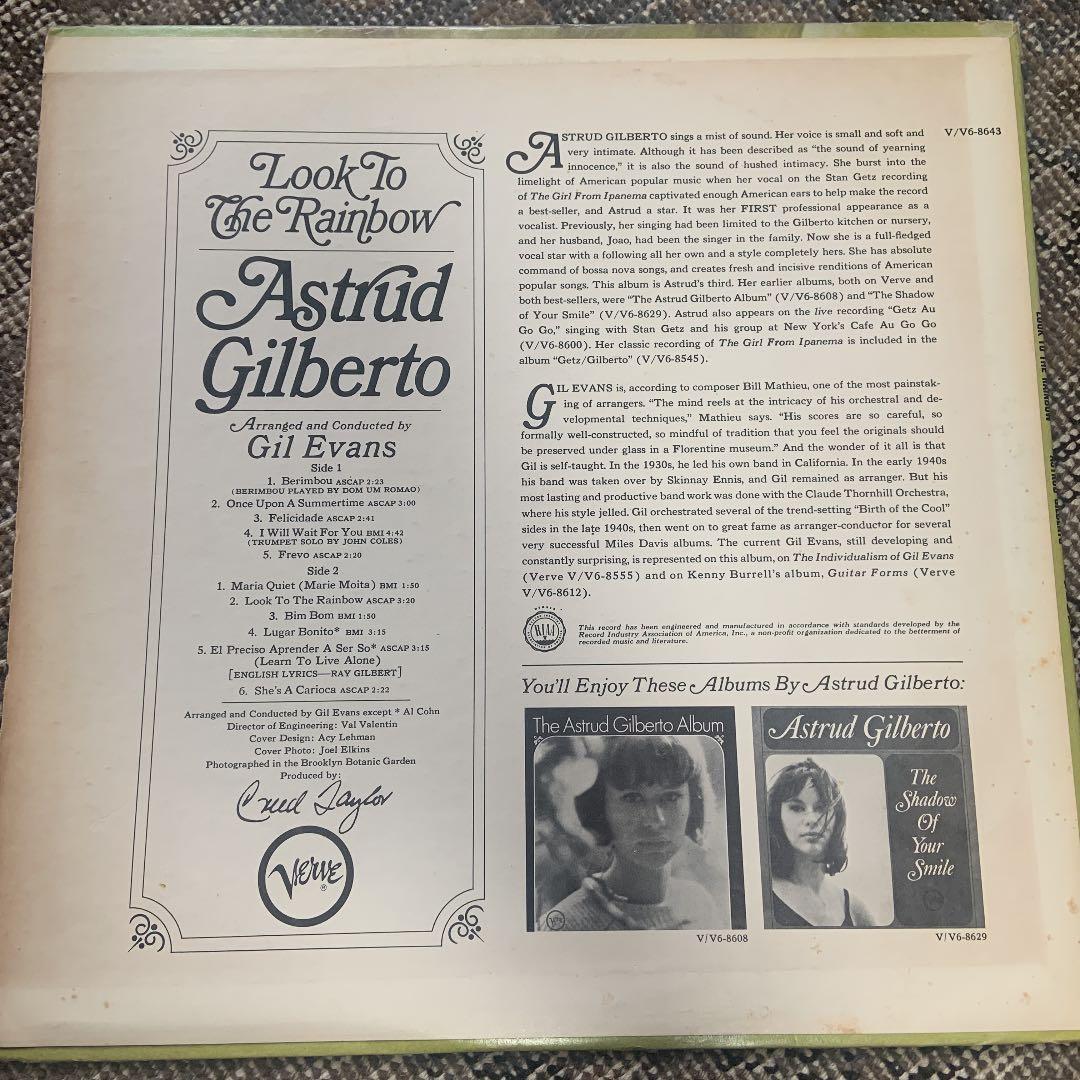 Look To
The Rainbow
Astrud
Gilberto
Arranged and Conducted by
Gil Evans
Side 1
1. Berimbou ASCAP 2:23
(BERIMBOU PLAYED BY DOM UM ROMAO)
2. Once Upon A Summertime ASCAP 3:00
3. Felicidade ASCAP 2:41
4. I Will Wait For You BMI 4:42
(TRUMPET SOLO BY JOHN COLES)
5. Frevo ASCAP 2:20
Side 2
1. Maria Quiet (Marie Moita) BMI 1:50
2. Look To The Rainbow ASCAP 3:20
3. Bim Bom BMI 1:50
4. Lugar Bonito* BMI 3:15
5. El Preciso Aprender A Ser So* ASCAP 3:15
(Learn To Live Alone)
[ENGLISH LYRICS—RAY GILBERT]
6. She's A Carioca ASCAP 2:22
Arranged and Conducted by Gil Evans except * Al Cohn
Director of Engineering: Val Valentin
Cover Design: Acy Lehman
Cover Photo: Joel Elkins
Photographed in the Brooklyn Botanic Garden
Produced by:
Creed Taylor
Verve ®
V/V6-8643
ASTRUD GILBERTO sings a mist of sound. Her voice is small and soft and
very intimate. Although it has been described as "the sound of yearning
innocence," it is also the sound of hushed intimacy. She burst into the
limelight of American popular music when her vocal on the Stan Getz recording
of The Girl From Ipanema captivated enough American ears to help make the record
a best-seller, and Astrud a star. It was her FIRST professional appearance as a
vocalist. Previously, her singing had been limited to the Gilberto kitchen or nursery,
and her husband, Joao, had been the singer in the family. Now she is a full-fledged
vocal star with a following all her own and a style completely hers. She has absolute
command of bossa nova songs, and creates fresh and incisive renditions of American
popular songs. This album is Astrud's third. Her earlier albums, both on Verve and
both best-sellers, were "The Astrud Gilberto Album" (V/V6-8608) and "The Shadow
of Your Smile" (V/V6-8629). Astrud also appears on the live recording "Getz Au
Go Go," singing with Stan Getz and his group at New York's Cafe Au Go Go
(V/V6-8600). Her classic recording of The Girl From Ipanema is included in the
album "Getz/Gilberto" (V/V6-8545).
GIL EVANS is, according to composer Bill Mathieu, one of the most painstak-
ing of arrangers. "The mind reels at the intricacy of his orchestral and de-
velopmental techniques," Mathieu says. "His scores are so careful, so
formally well-constructed, so mindful of tradition that you feel the originals should
be preserved under glass in a Florentine museum." And the wonder of it all is that
Gil is self-taught. In the 1930s, he led his own band in California. In the early 1940s
his band was taken over by Skinnay Ennis, and Gil remained as arranger. But his
most lasting and productive band work was done with the Claude Thornhill Orchestra,
where his style jelled. Gil orchestrated several of the trend-setting "Birth of the Cool"
sides in the late 1940s, then went on to great fame as arranger-conductor for several
very successful Miles Davis albums. The current Gil Evans, still developing and
constantly surprising, is represented on this album, on The Individualism of Gil Evans
(Verve V/V6-8555) and on Kenny Burrell's album, Guitar Forms (Verve
V/V6-8612).
RIAA
This record has been engineered and manufactured in accordance with standards developed by the
Record Industry Association of America, Inc., a non-profit organization dedicated to the betterment of
recorded music and literature.
You'll Enjoy These Albums By Astrud Gilberto:
The Astrud Gilberto Album
V/V6-8608
Astrud Gilberto
The
Shadow
Of
Your
Smile
V/V6-8629
LOOK TO THE RAINBOW